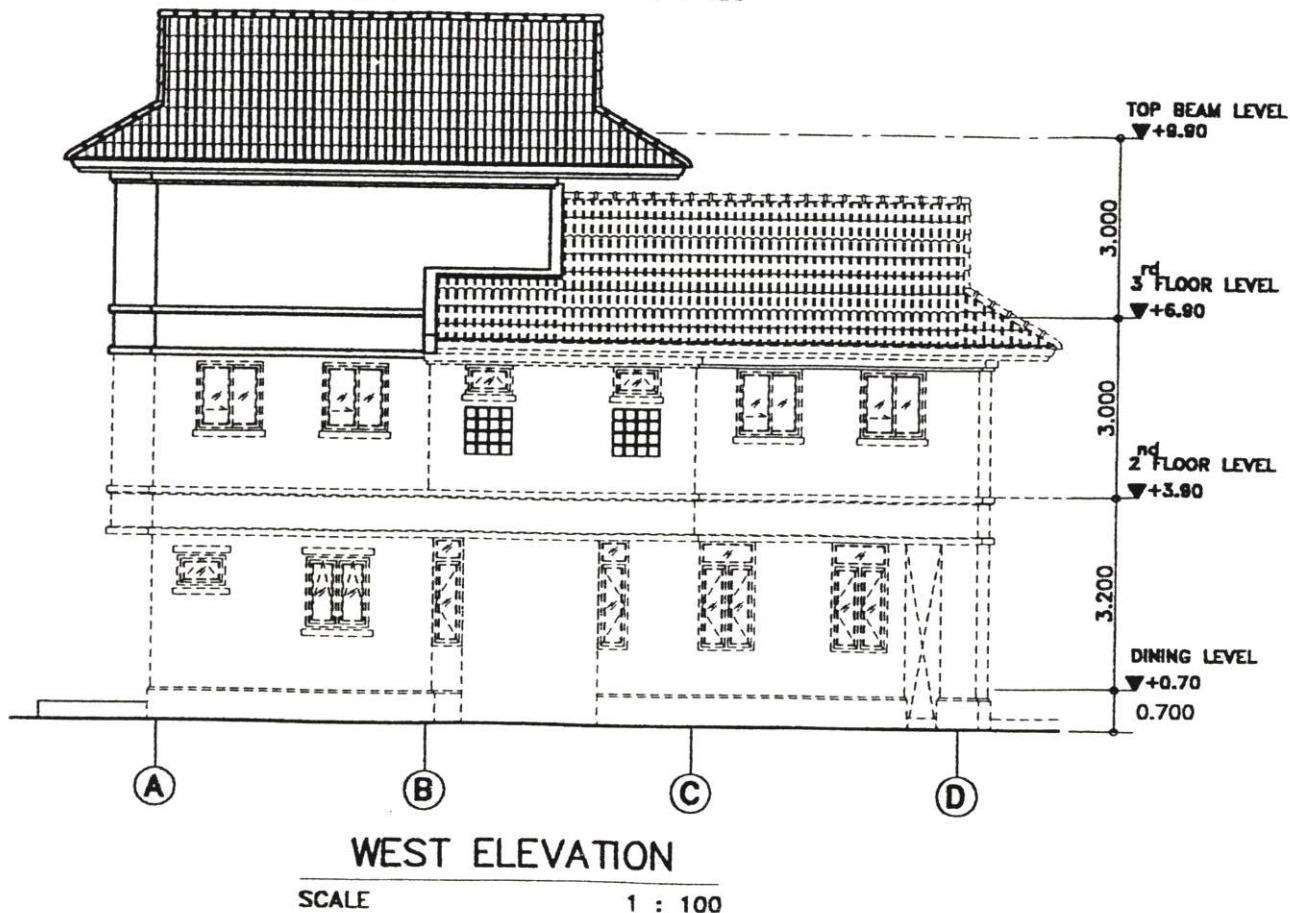 TOP BEAM LEVEL
+9.90
3.000
3rd FLOOR LEVEL
+6.90
3.000
2nd FLOOR LEVEL
+3.90
3.200
DINING LEVEL
+0.70
0.700
A B C D
WEST ELEVATION
SCALE 1 : 100